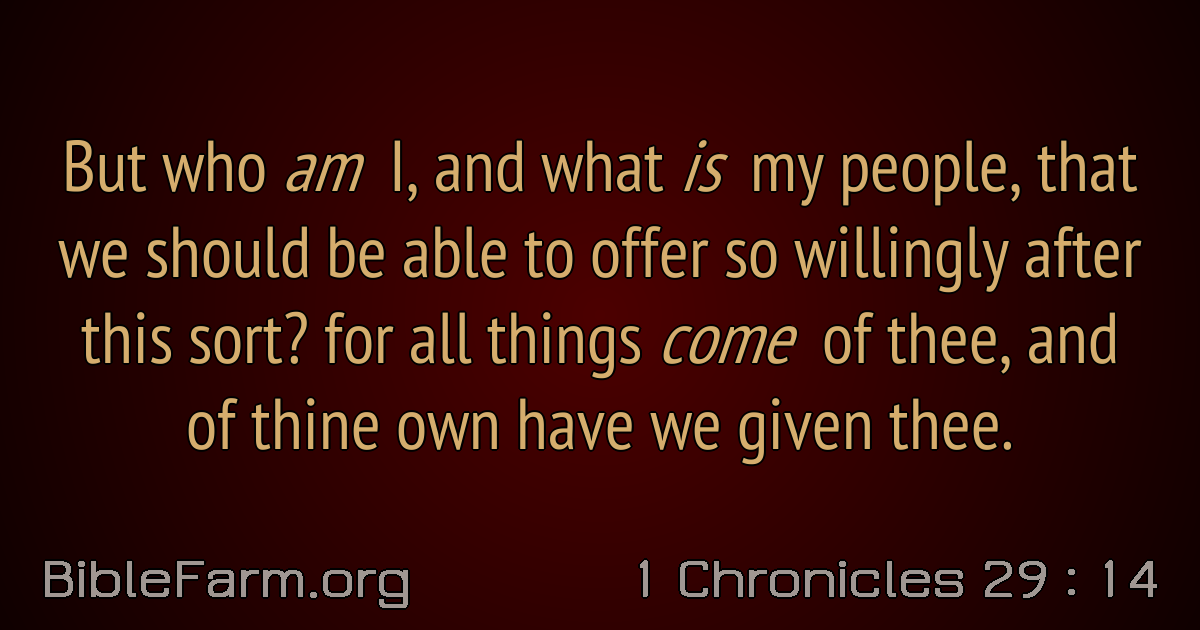 But who am I, and what is my people, that
we should be able to offer so willingly after
this sort? for all things come of thee, and
of thine own have we given thee.
BibleFarm.org
1 Chronicles 29 : 14